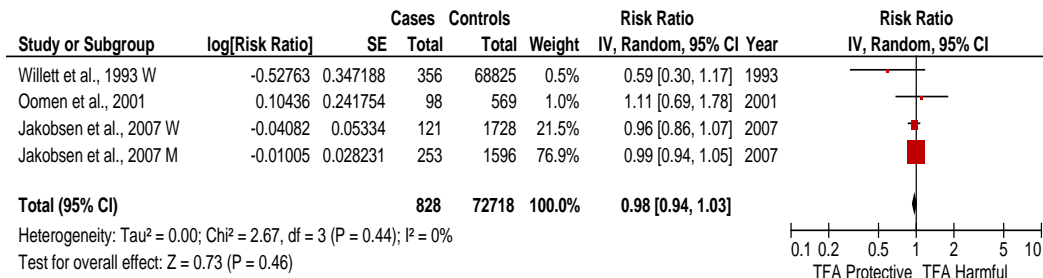 Cases Controls Risk Ratio Risk Ratio
Study or Subgroup log[Risk Ratio] SE Total Total Weight IV, Random, 95% CI Year IV, Random, 95% CI
Willett et al., 1993 W -0.52763 0.347188 356 68825 0.5% 0.59 [0.30, 1.17] 1993
Oomen et al., 2001 0.10436 0.241754 98 569 1.0% 1.11 [0.69, 1.78] 2001
Jakobsen et al., 2007 W -0.04082 0.05334 121 1728 21.5% 0.96 [0.86, 1.07] 2007
Jakobsen et al., 2007 M -0.01005 0.028231 253 1596 76.9% 0.99 [0.94, 1.05] 2007
Total (95% CI) 828 72718 100.0% 0.98 [0.94, 1.03]
Heterogeneity: Tau² = 0.00; Chi² = 2.67, df = 3 (P = 0.44); I² = 0%
Test for overall effect: Z = 0.73 (P = 0.46)
0.1 0.2 0.5 1 2 5 10
TFA Protective TFA Harmful